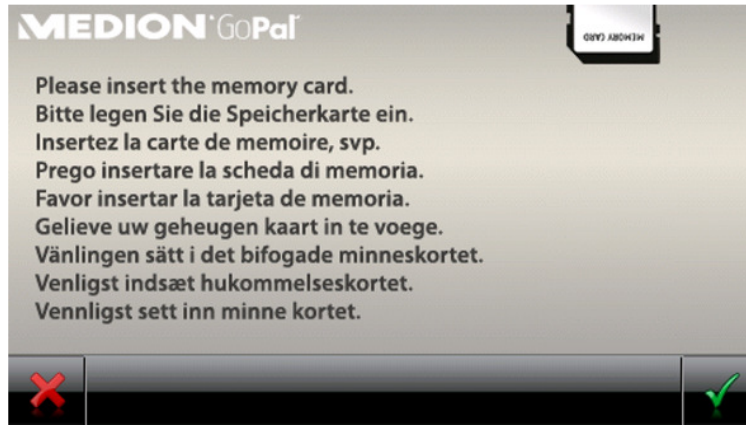 MEDION GoPal
MEMORY CARD
Please insert the memory card.
Bitte legen Sie die Speicherkarte ein.
Insertez la carte de memoire, svp.
Prego insertare la scheda di memoria.
Favor insertar la tarjeta de memoria.
Gelieve uw geheugen kaart in te voege.
Vänlingen sätt i det bifogade minneskortet.
Venligst indsæt hukommelseskortet.
Vennligst sett inn minne kortet.